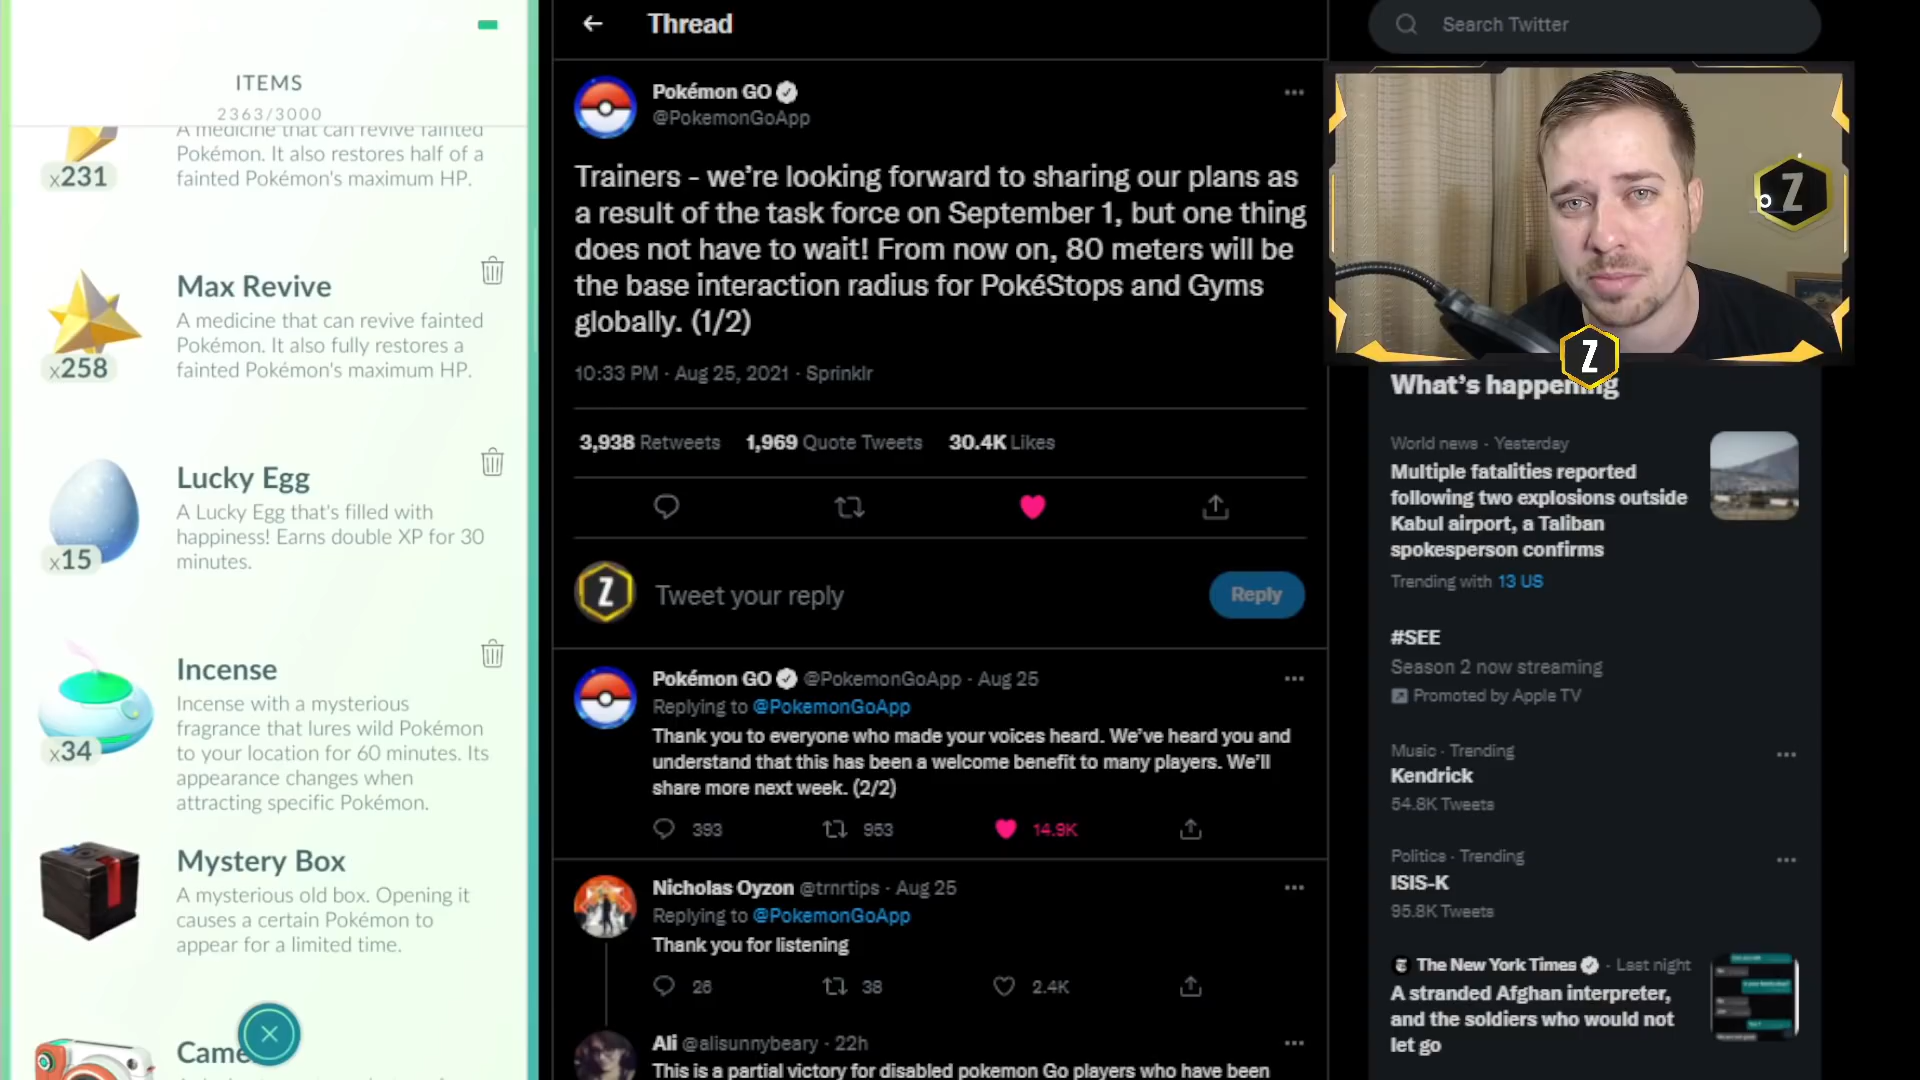 ITEMS
2363/3000
A medicine that can revive fainted
Pokémon. It also restores half of a
fainted Pokémon's maximum HP.
x231
Max Revive
A medicine that can revive fainted
Pokémon. It also fully restores a
fainted Pokémon's maximum HP.
x258
Lucky Egg
A Lucky Egg that's filled with
happiness! Earns double XP for 30
minutes.
x15
Incense
Incense with a mysterious
fragrance that lures wild Pokémon
to your location for 60 minutes. Its
appearance changes when
attracting specific Pokémon.
x34
Mystery Box
A mysterious old box. Opening it
causes a certain Pokémon to
appear for a limited time.
Came
Thread
Pokémon GO
@PokemonGoApp
Trainers - we're looking forward to sharing our plans as
a result of the task force on September 1, but one thing
does not have to wait! From now on, 80 meters will be
the base interaction radius for PokéStops and Gyms
globally. (1/2)
10:33 PM · Aug 25, 2021 · Sprinklr
3,938 Retweets 1,969 Quote Tweets 30.4K Likes
Z
Tweet your reply
Reply
Pokémon GO @PokemonGoApp · Aug 25
Replying to @PokemonGoApp
Thank you to everyone who made your voices heard. We've heard you and
understand that this has been a welcome benefit to many players. We'll
share more next week. (2/2)
393 953 14.9K
Nicholas Oyzon @trnrtips · Aug 25
Replying to @PokemonGoApp
Thank you for listening
26 38 2.4K
Ali @alisunnybeary · 22h
This is a partial victory for disabled pokemon Go players who have been
Search Twitter
Z
Z
What's happening
World news · Yesterday
Multiple fatalities reported
following two explosions outside
Kabul airport, a Taliban
spokesperson confirms
Trending with 13 US
#SEE
Season 2 now streaming
Promoted by Apple TV
Music · Trending
Kendrick
54.8K Tweets
Politics · Trending
ISIS-K
95.8K Tweets
The New York Times · Last night
A stranded Afghan interpreter,
and the soldiers who would not
let go